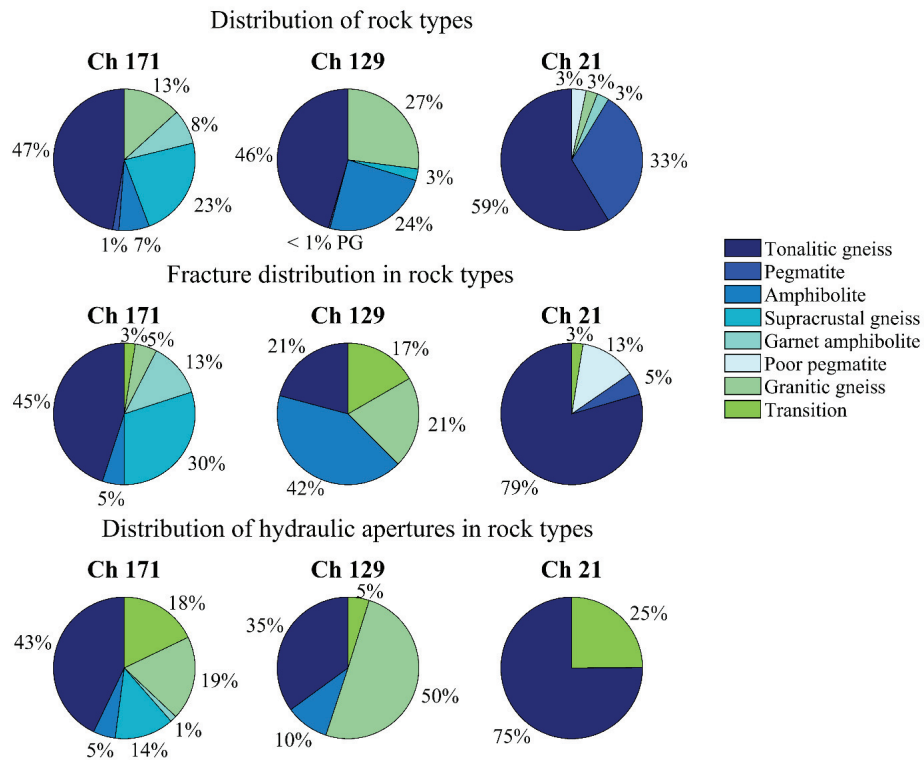 Distribution of rock types
Ch 171
Ch 129
Ch 21
13%
8%
23%
7%
1%
47%
27%
3%
24%
< 1% PG
46%
3%
3%
3%
33%
59%
Tonalitic gneiss
Pegmatite
Amphibolite
Supracrustal gneiss
Garnet amphibolite
Poor pegmatite
Granitic gneiss
Transition
Fracture distribution in rock types
Ch 171
Ch 129
Ch 21
3%
5%
13%
30%
5%
45%
17%
21%
42%
21%
3%
13%
5%
79%
Distribution of hydraulic apertures in rock types
Ch 171
Ch 129
Ch 21
18%
19%
1%
14%
5%
43%
5%
50%
10%
35%
25%
75%